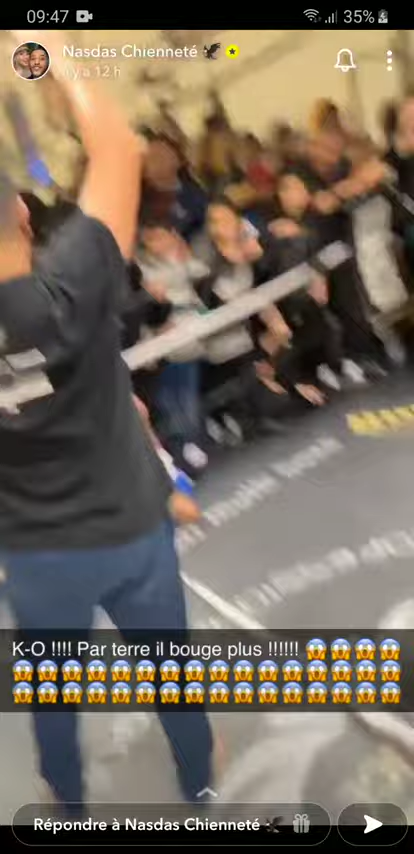 09:47
35%
Nasdas Chienneté 🦅
Il y a 12 h
K-O !!!! Par terre il bouge plus !!!!!! 😱😱😱😱
😱😱😱😱😱😱😱😱😱😱😱😱😱😱😱😱
😱😱😱😱😱😱😱😱😱😱😱😱😱😱😱😱
Répondre à Nasdas Chienneté 🦅